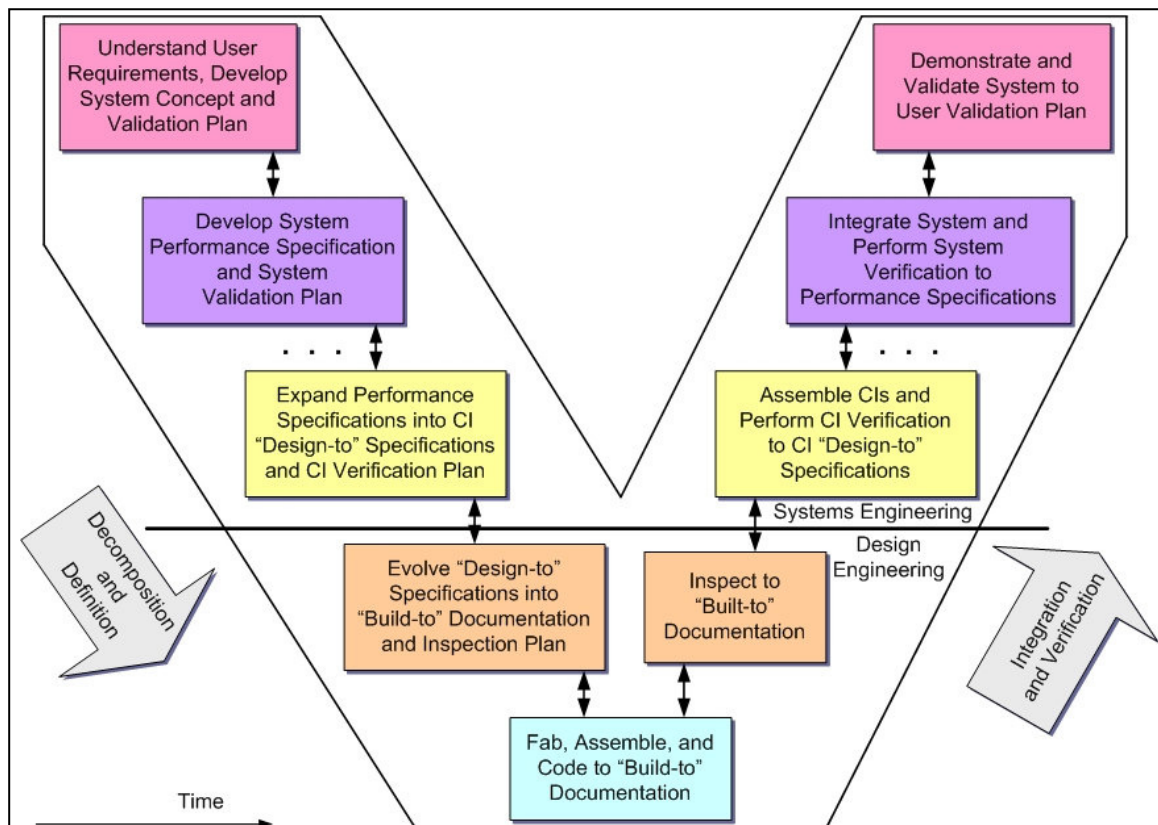 Understand User
Requirements, Develop
System Concept and
Validation Plan
Demonstrate and
Validate System to
User Validation Plan
Develop System
Performance Specification
and System
Validation Plan
Integrate System and
Perform System
Verification to
Performance Specifications
. . .
. . .
Expand Performance
Specifications into CI
“Design-to” Specifications
and CI Verification Plan
Assemble CIs and
Perform CI Verification
to CI “Design-to”
Specifications
Systems Engineering
Design
Engineering
Decomposition
and
Definition
Evolve “Design-to”
Specifications into
“Build-to” Documentation
and Inspection Plan
Inspect to
“Built-to”
Documentation
Integration
and Verification
Fab, Assemble, and
Code to “Build-to”
Documentation
Time